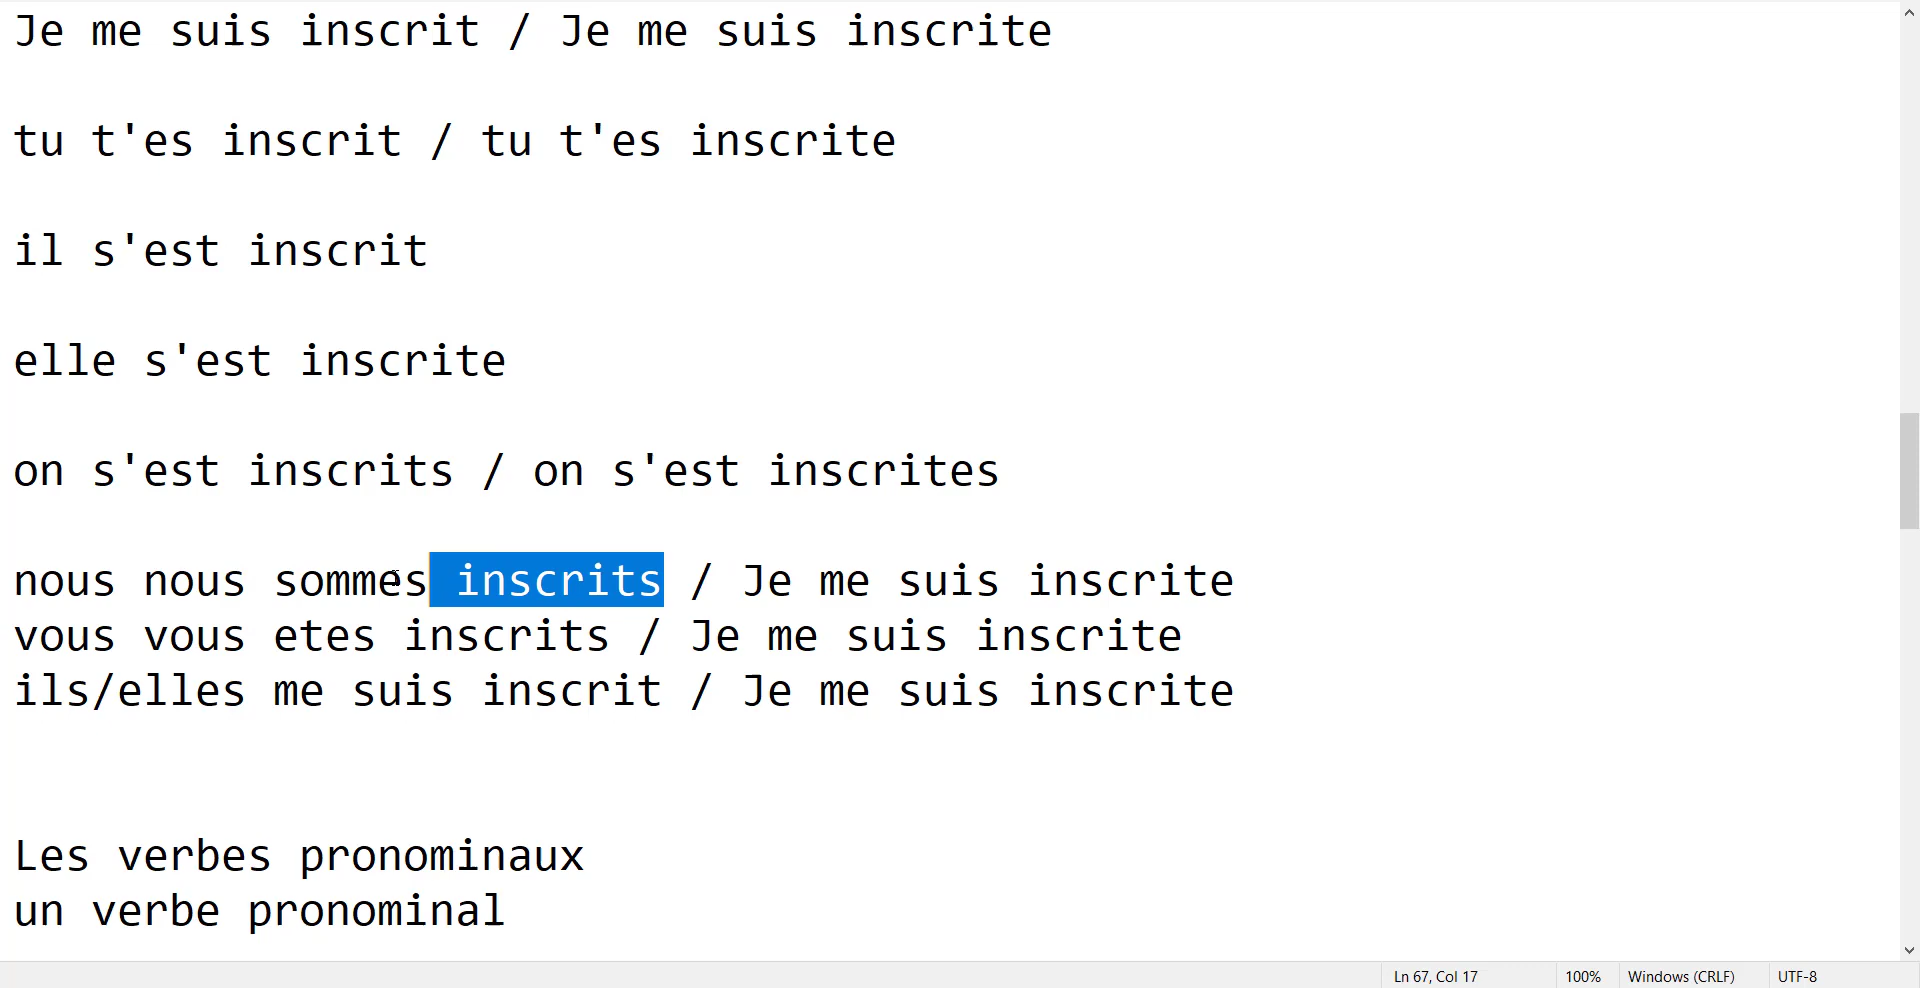 Je me suis inscrit / Je me suis inscrite
tu t'es inscrit / tu t'es inscrite
il s'est inscrit
elle s'est inscrite
on s'est inscrits / on s'est inscrites
nous nous sommes inscrits / Je me suis inscrite
vous vous etes inscrits / Je me suis inscrite
ils/elles me suis inscrit / Je me suis inscrite
Les verbes pronominaux
un verbe pronominal
Ln 67, Col 17 100% Windows (CRLF) UTF-8